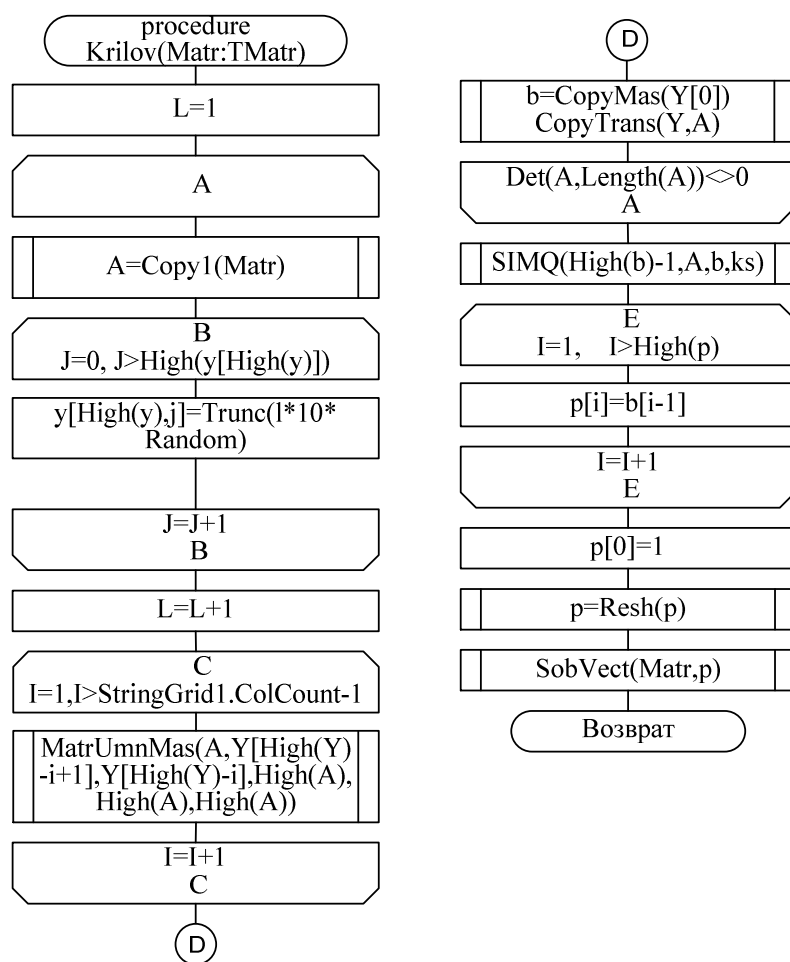 procedure
Krilov(Matr:TMatr)
L=1
A
A=Copy1(Matr)
B
J=0, J>High(y[High(y)])
y[High(y),j]=Trunc(l*10*
Random)
J=J+1
B
L=L+1
C
I=1,I>StringGrid1.ColCount-1
MatrUmnMas(A,Y[High(Y)
-i+1],Y[High(Y)-i],High(A),
High(A),High(A))
I=I+1
C
D
D
b=CopyMas(Y[0])
CopyTrans(Y,A)
Det(A,Length(A))<>0
A
SIMQ(High(b)-1,A,b,ks)
E
I=1, I>High(p)
p[i]=b[i-1]
I=I+1
E
p[0]=1
p=Resh(p)
SobVect(Matr,p)
Возврат